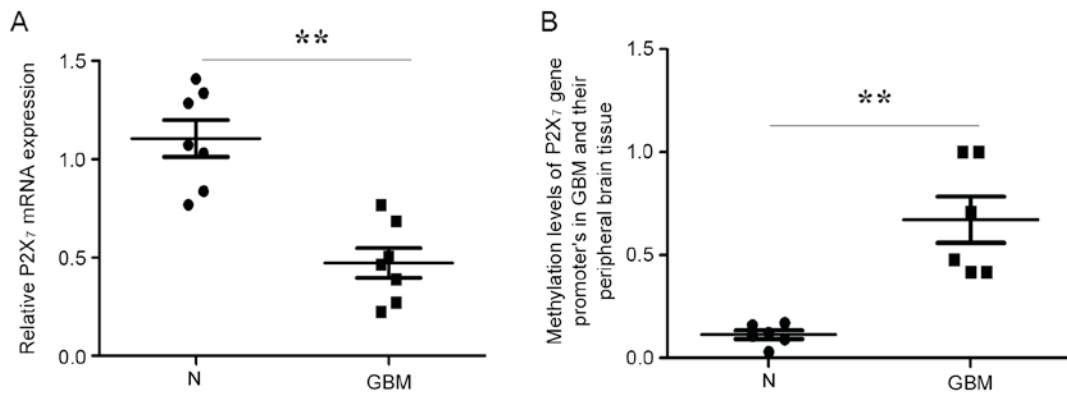 A
**
1.5
1.0
0.5
0.0
Relative P2X₇ mRNA expression
N
GBM
B
**
1.5
1.0
0.5
0.0
Methylation levels of P2X₇ gene
promoter's in GBM and their
peripheral brain tissue
N
GBM